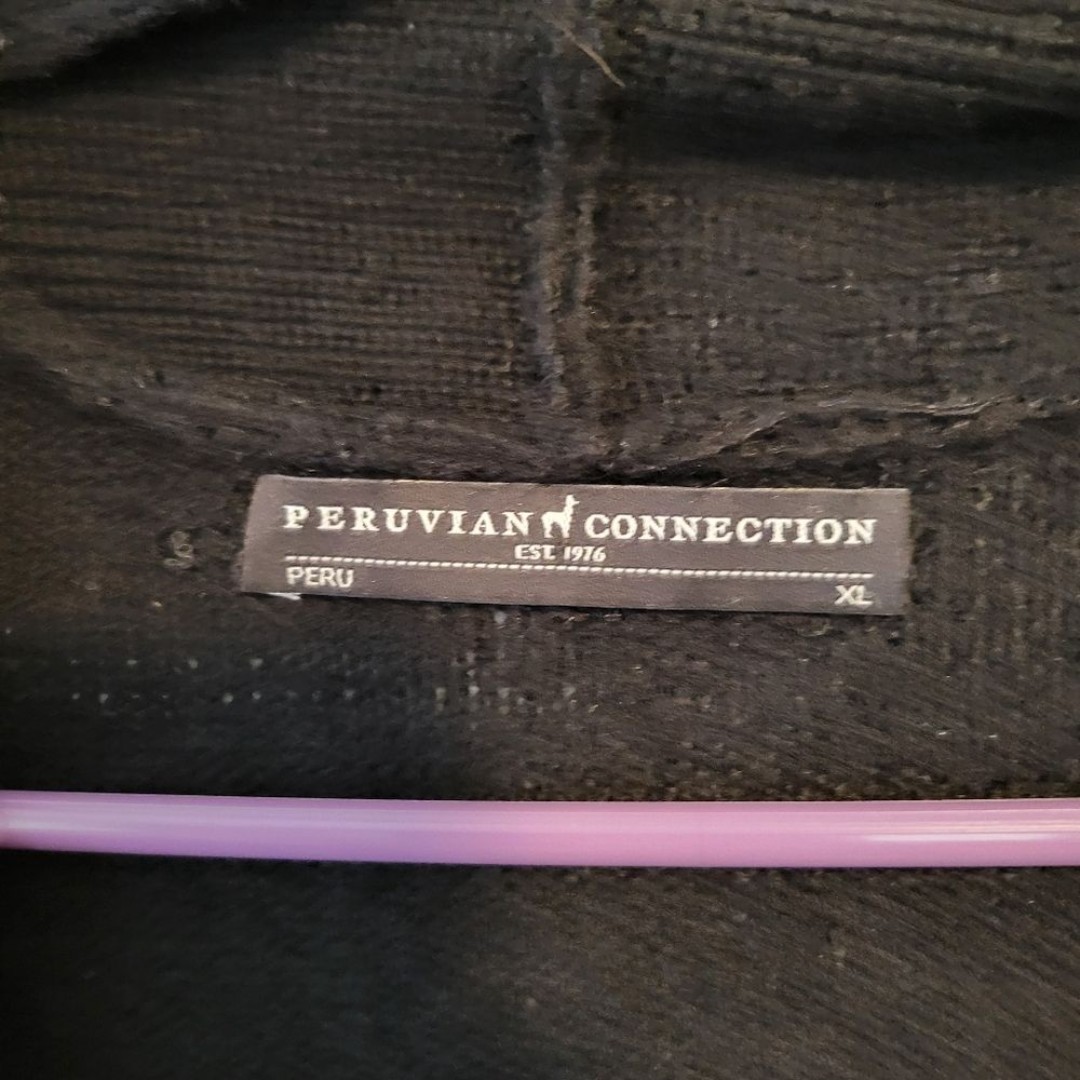 PERUVIAN CONNECTION
EST. 1976
PERU XL